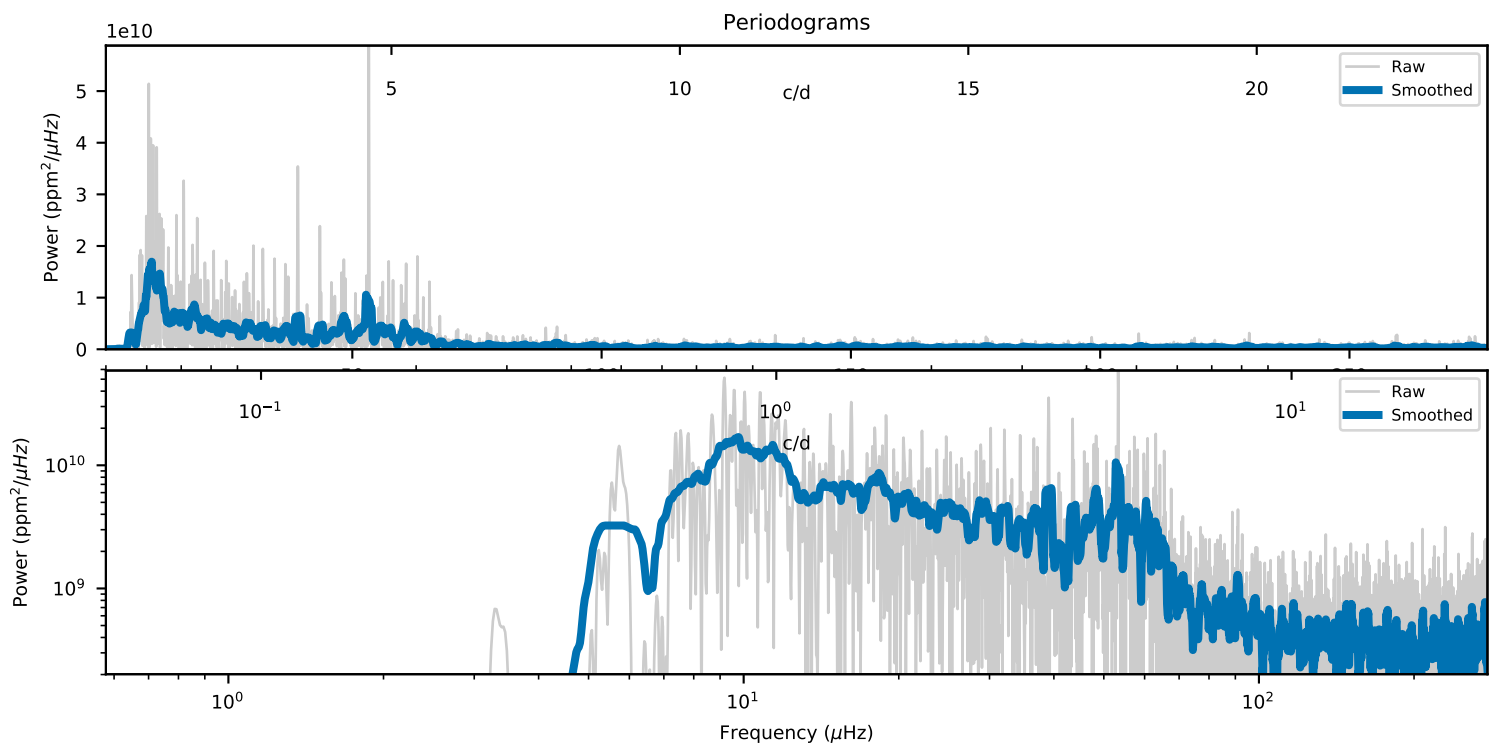 Periodograms
1e10
5
4
3
2
1
0
Power (ppm²/μHz)
5 10 15 20
c/d
Raw
Smoothed
10⁻¹ 10⁰ 10¹
c/d
Raw
Smoothed
10¹⁰
10⁹
Power (ppm²/μHz)
10⁰ 10¹ 10²
Frequency (μHz)